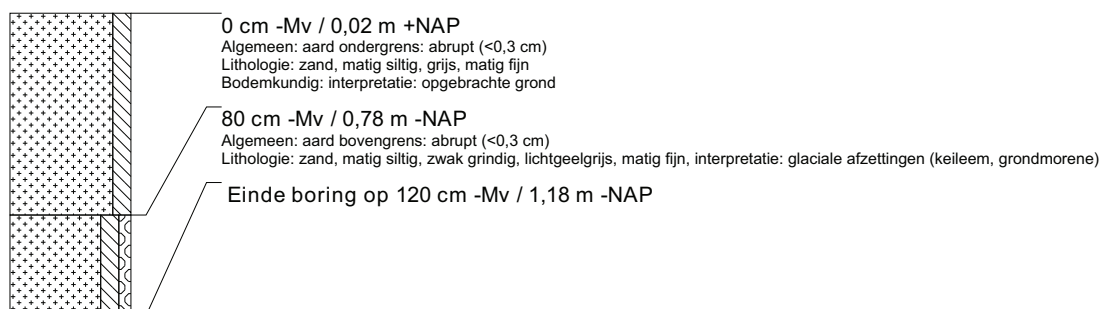 0 cm -Mv / 0,02 m +NAP
Algemeen: aard ondergrens: abrupt (<0,3 cm)
Lithologie: zand, matig siltig, grijs, matig fijn
Bodemkundig: interpretatie: opgebrachte grond
80 cm -Mv / 0,78 m -NAP
Algemeen: aard bovengrens: abrupt (<0,3 cm)
Lithologie: zand, matig siltig, zwak grindig, lichtgeelgrijs, matig fijn, interpretatie: glaciale afzettingen (keileem, grondmorene)
Einde boring op 120 cm -Mv / 1,18 m -NAP